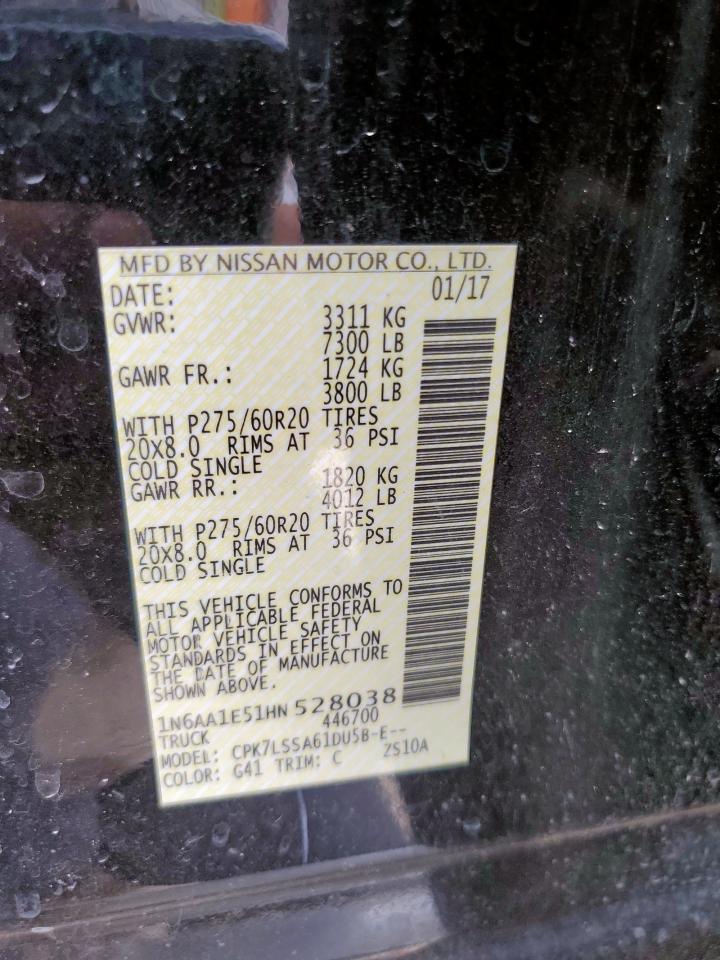 MFD BY NISSAN MOTOR CO., LTD.
DATE: 01/17
GVWR: 3311 KG
7300 LB
GAWR FR.: 1724 KG
3800 LB
WITH P275/60R20 TIRES
20X8.0 RIMS AT 36 PSI
COLD SINGLE
GAWR RR.: 1820 KG
4012 LB
WITH P275/60R20 TIRES
20X8.0 RIMS AT 36 PSI
COLD SINGLE
THIS VEHICLE CONFORMS TO
ALL APPLICABLE FEDERAL
MOTOR VEHICLE SAFETY
STANDARDS IN EFFECT ON
THE DATE OF MANUFACTURE
SHOWN ABOVE.
1N6AA1E51HN528038
TRUCK 446700
MODEL: CPK7LSSA61DU5B-E--
COLOR: G41 TRIM: C ZS10A